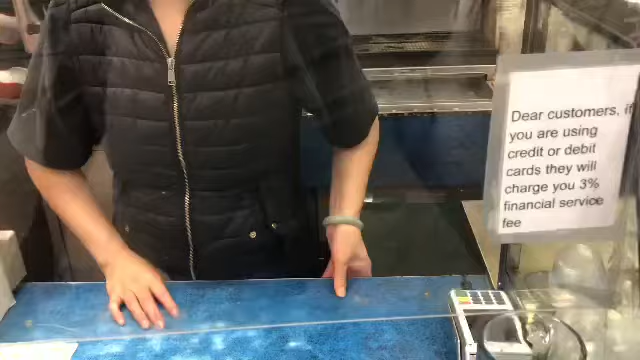 Dear customers, if
you are using
credit or debit
cards they will
charge you 3%
financial service
fee